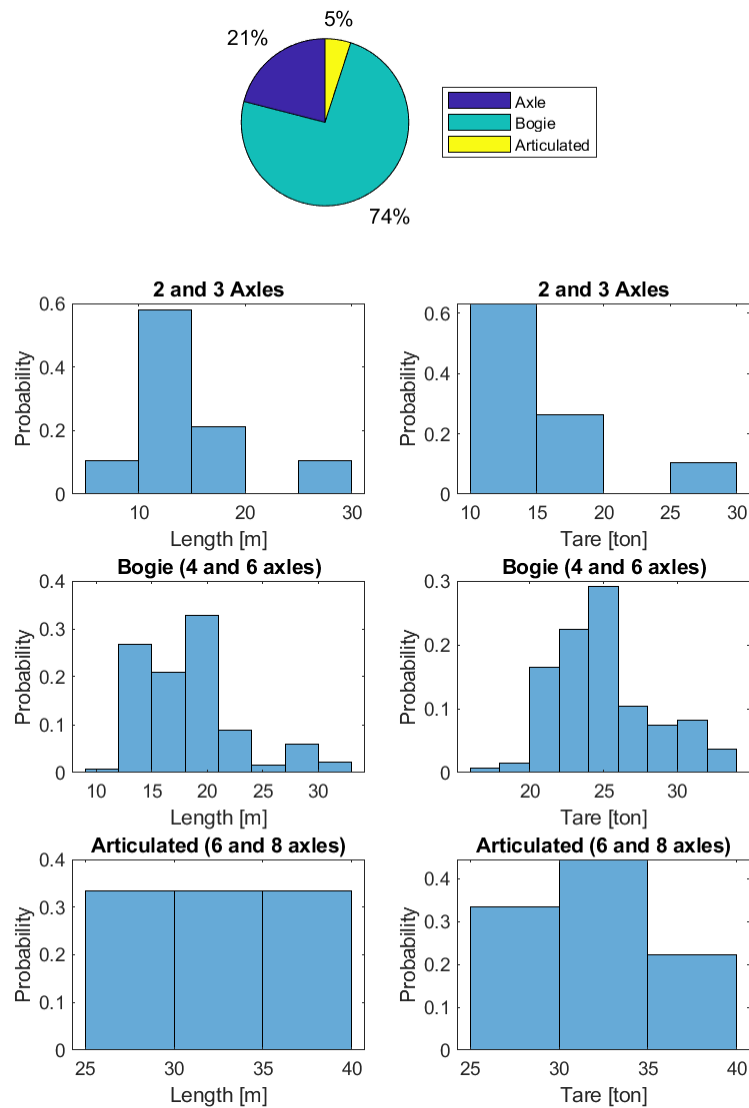 5%
21%
74%
Axle
Bogie
Articulated
2 and 3 Axles
0.6
0.4
0.2
0
Probability
10
20
30
Length [m]
2 and 3 Axles
0.6
0.4
0.2
0
Probability
10
15
20
25
30
Tare [ton]
Bogie (4 and 6 axles)
0.4
0.3
0.2
0.1
0
Probability
10
15
20
25
30
Length [m]
Bogie (4 and 6 axles)
0.3
0.2
0.1
0
Probability
20
25
30
Tare [ton]
Articulated (6 and 8 axles)
0.4
0.3
0.2
0.1
0
Probability
25
30
35
40
Length [m]
Articulated (6 and 8 axles)
0.4
0.3
0.2
0.1
0
Probability
25
30
35
40
Tare [ton]